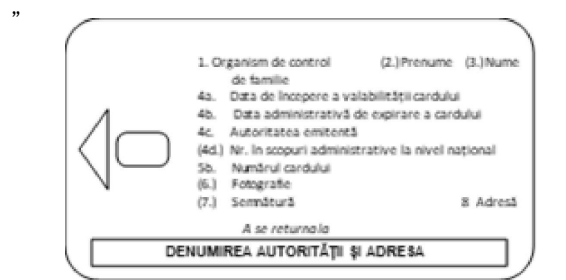 ”
1. Organism de control (2.)Prenume (3.)Nume
de familie
4a. Data de începere a valabilității cardului
4b. Data administrativă de expirare a cardului
4c. Autoritatea emitentă
(4d.) Nr. în scopuri administrative la nivel național
5b. Numărul cardului
(6.) Fotografie
(7.) Semnătură 8 Adresă
A se returna la
DENUMIREA AUTORITĂŢII ŞI ADRESA